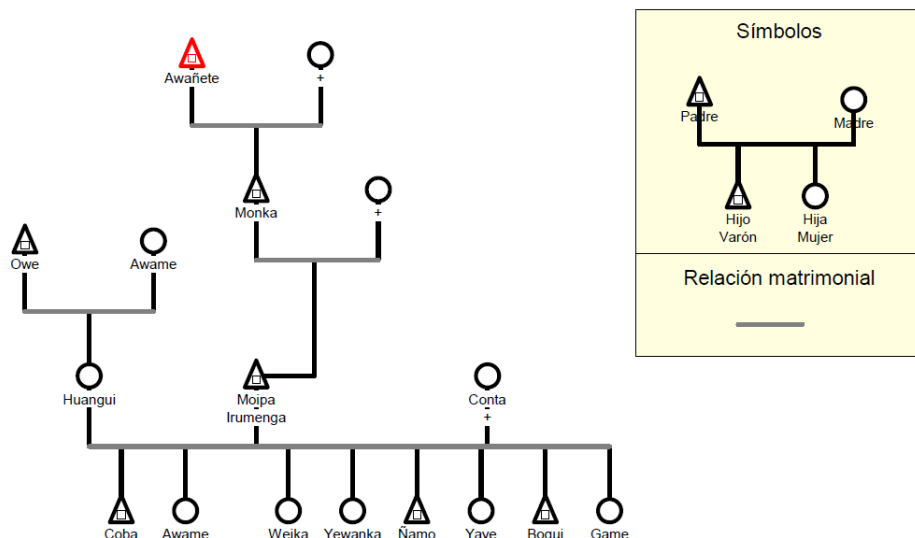 Símbolos
Awañete
+
Padre
Madre
Monka
+
Hijo
Varón
Hija
Mujer
Owe
Awame
Relación matrimonial
Huangui
Moipa
Irumenga
Conta
+
Coba
Awame
Weika
Yewanka
Ñamo
Yaye
Boqui
Game